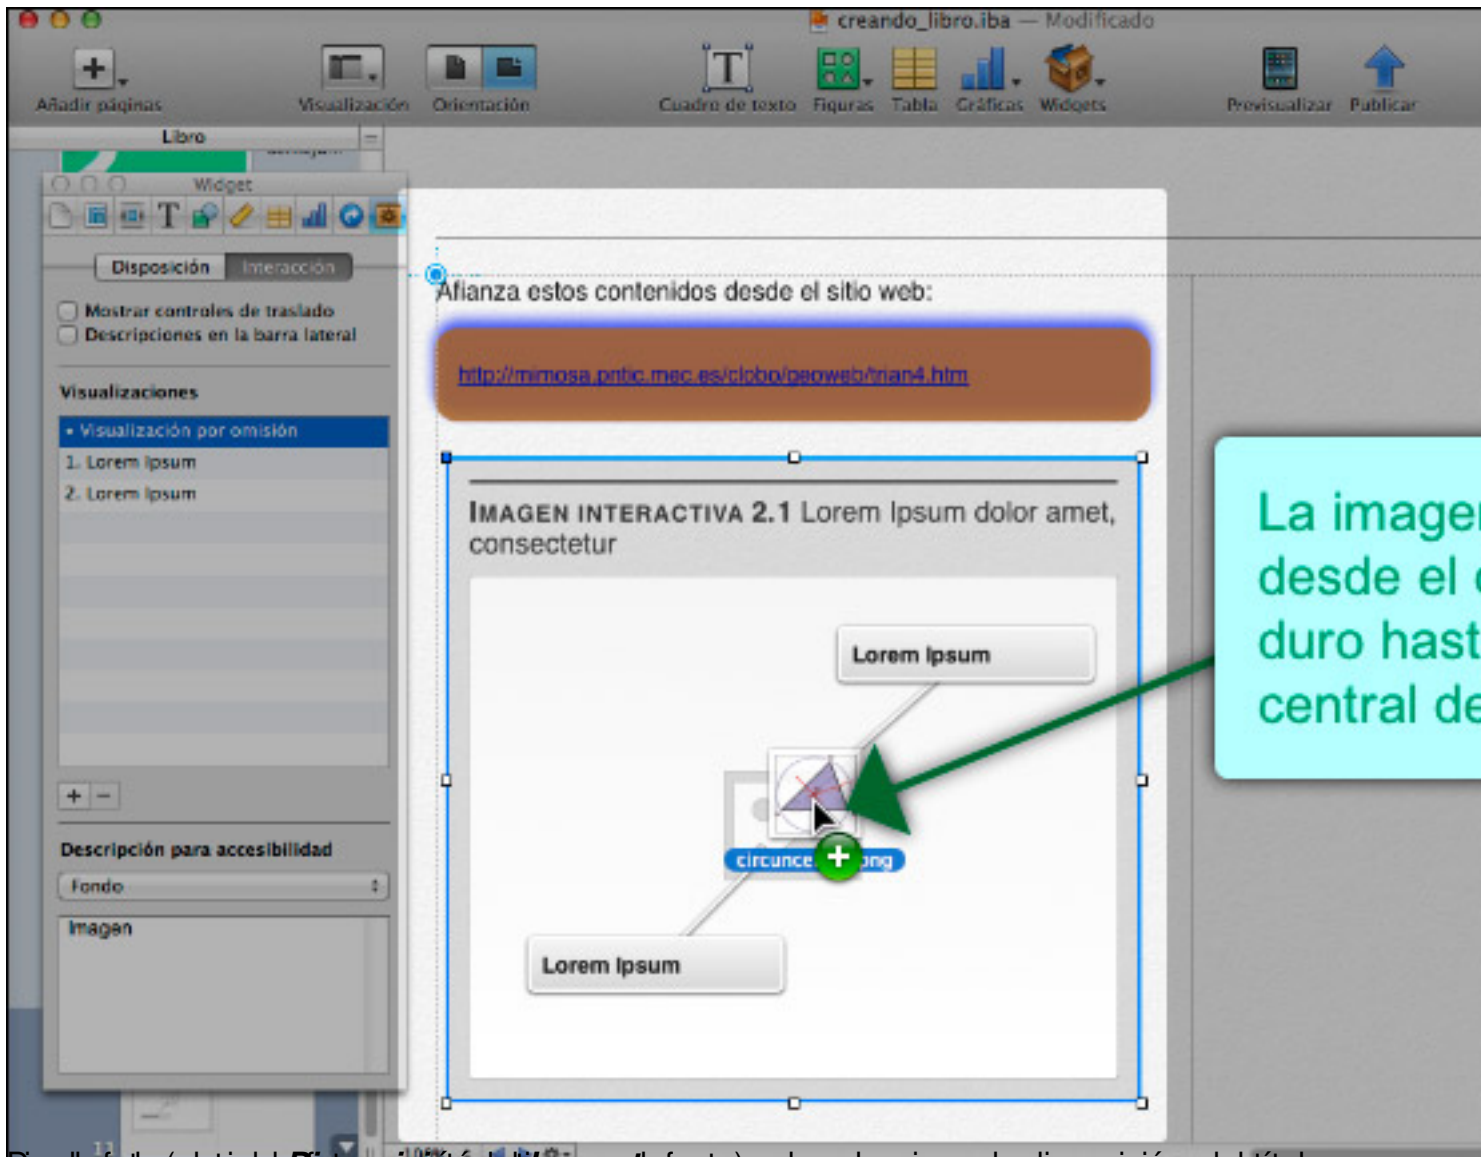 creando_libro.iba — Modificado
Añadir páginas Visualización Orientación Cuadro de texto Figuras Tabla Gráficas Widgets Previsualizar Publicar
Libro
Widget
Disposición Interacción
Mostrar controles de traslado
Descripciones en la barra lateral
Visualizaciones
• Visualización por omisión
1. Lorem Ipsum
2. Lorem Ipsum
+ −
Descripción para accesibilidad
Fondo
Imagen
Afianza estos contenidos desde el sitio web:
http://mimosa.pntic.mec.es/clobo/geoweb/trian4.htm
IMAGEN INTERACTIVA 2.1 Lorem Ipsum dolor amet,
consectetur
Lorem Ipsum
Lorem Ipsum
La
desde el
duro
central
11